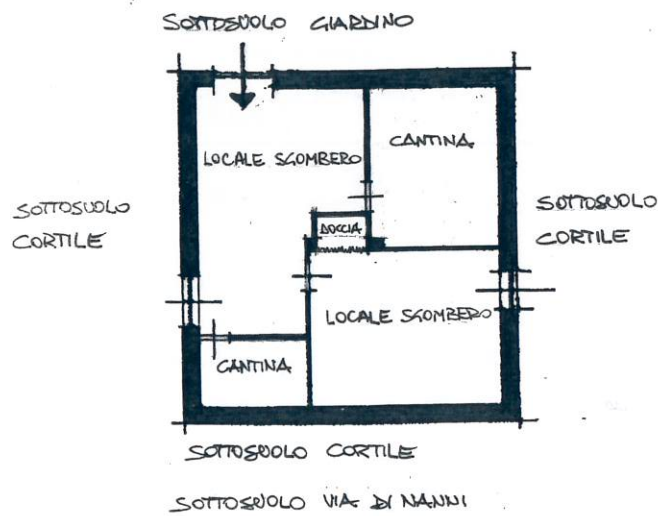 SOTTOSUOLO GIARDINO
LOCALE SGOMBERO
CANTINA
SOTTOSUOLO
CORTILE
DOCCIA
SOTTOSUOLO
CORTILE
LOCALE SGOMBERO
CANTINA
SOTTOSUOLO CORTILE
SOTTOSUOLO VIA DI NANNI